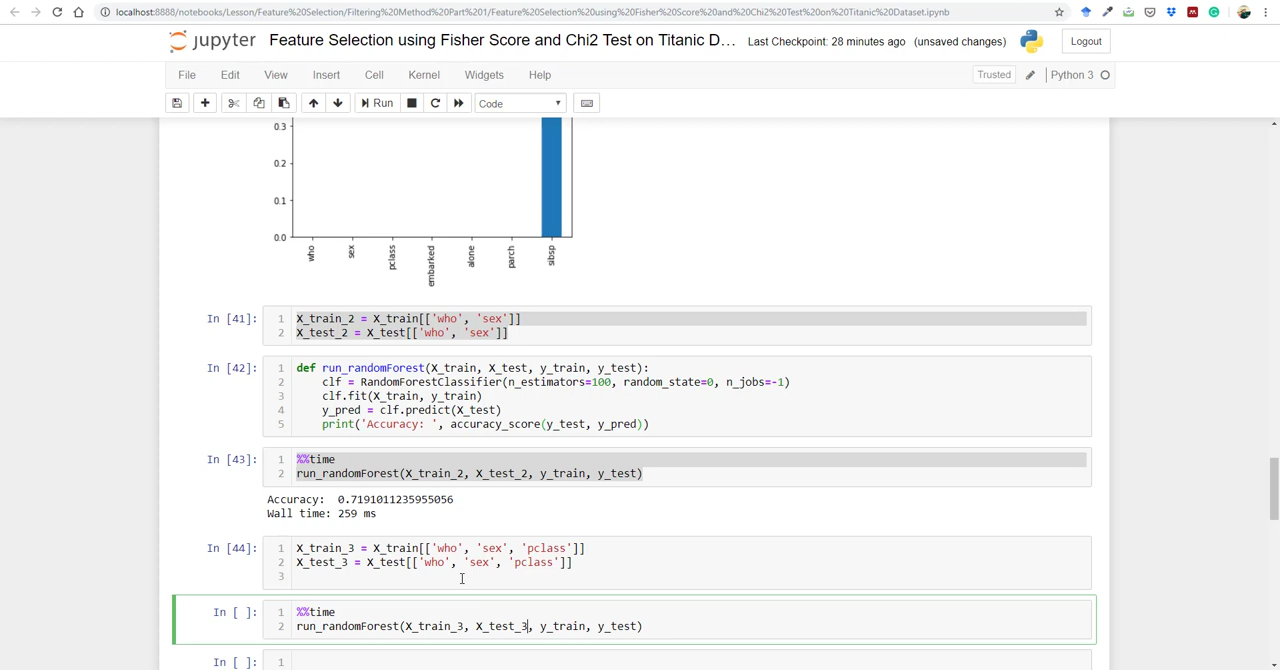 localhost:8888/notebooks/Lesson/Feature%20Selection/Filtering%20Method%20Part%201/Feature%20Selection%20using%20Fisher%20Score%20and%20Chi2%20Test%20on%20Titanic%20Dataset.ipynb
jupyter Feature Selection using Fisher Score and Chi2 Test on Titanic D... Last Checkpoint: 28 minutes ago (unsaved changes) Logout
File Edit View Insert Cell Kernel Widgets Help Trusted Python 3
Run Code
0.3
0.2
0.1
0.0
who sex pclass embarked alone parch sibsp
In [41]: 1 X_train_2 = X_train[['who', 'sex']]
2 X_test_2 = X_test[['who', 'sex']]
In [42]: 1 def run_randomForest(X_train, X_test, y_train, y_test):
2 clf = RandomForestClassifier(n_estimators=100, random_state=0, n_jobs=-1)
3 clf.fit(X_train, y_train)
4 y_pred = clf.predict(X_test)
5 print('Accuracy: ', accuracy_score(y_test, y_pred))
In [43]: 1 %%time
2 run_randomForest(X_train_2, X_test_2, y_train, y_test)
Accuracy:  0.7191011235955056
Wall time: 259 ms
In [44]: 1 X_train_3 = X_train[['who', 'sex', 'pclass']]
2 X_test_3 = X_test[['who', 'sex', 'pclass']]
3
In [ ]: 1 %%time
2 run_randomForest(X_train_3, X_test_3, y_train, y_test)
In [ ]: 1